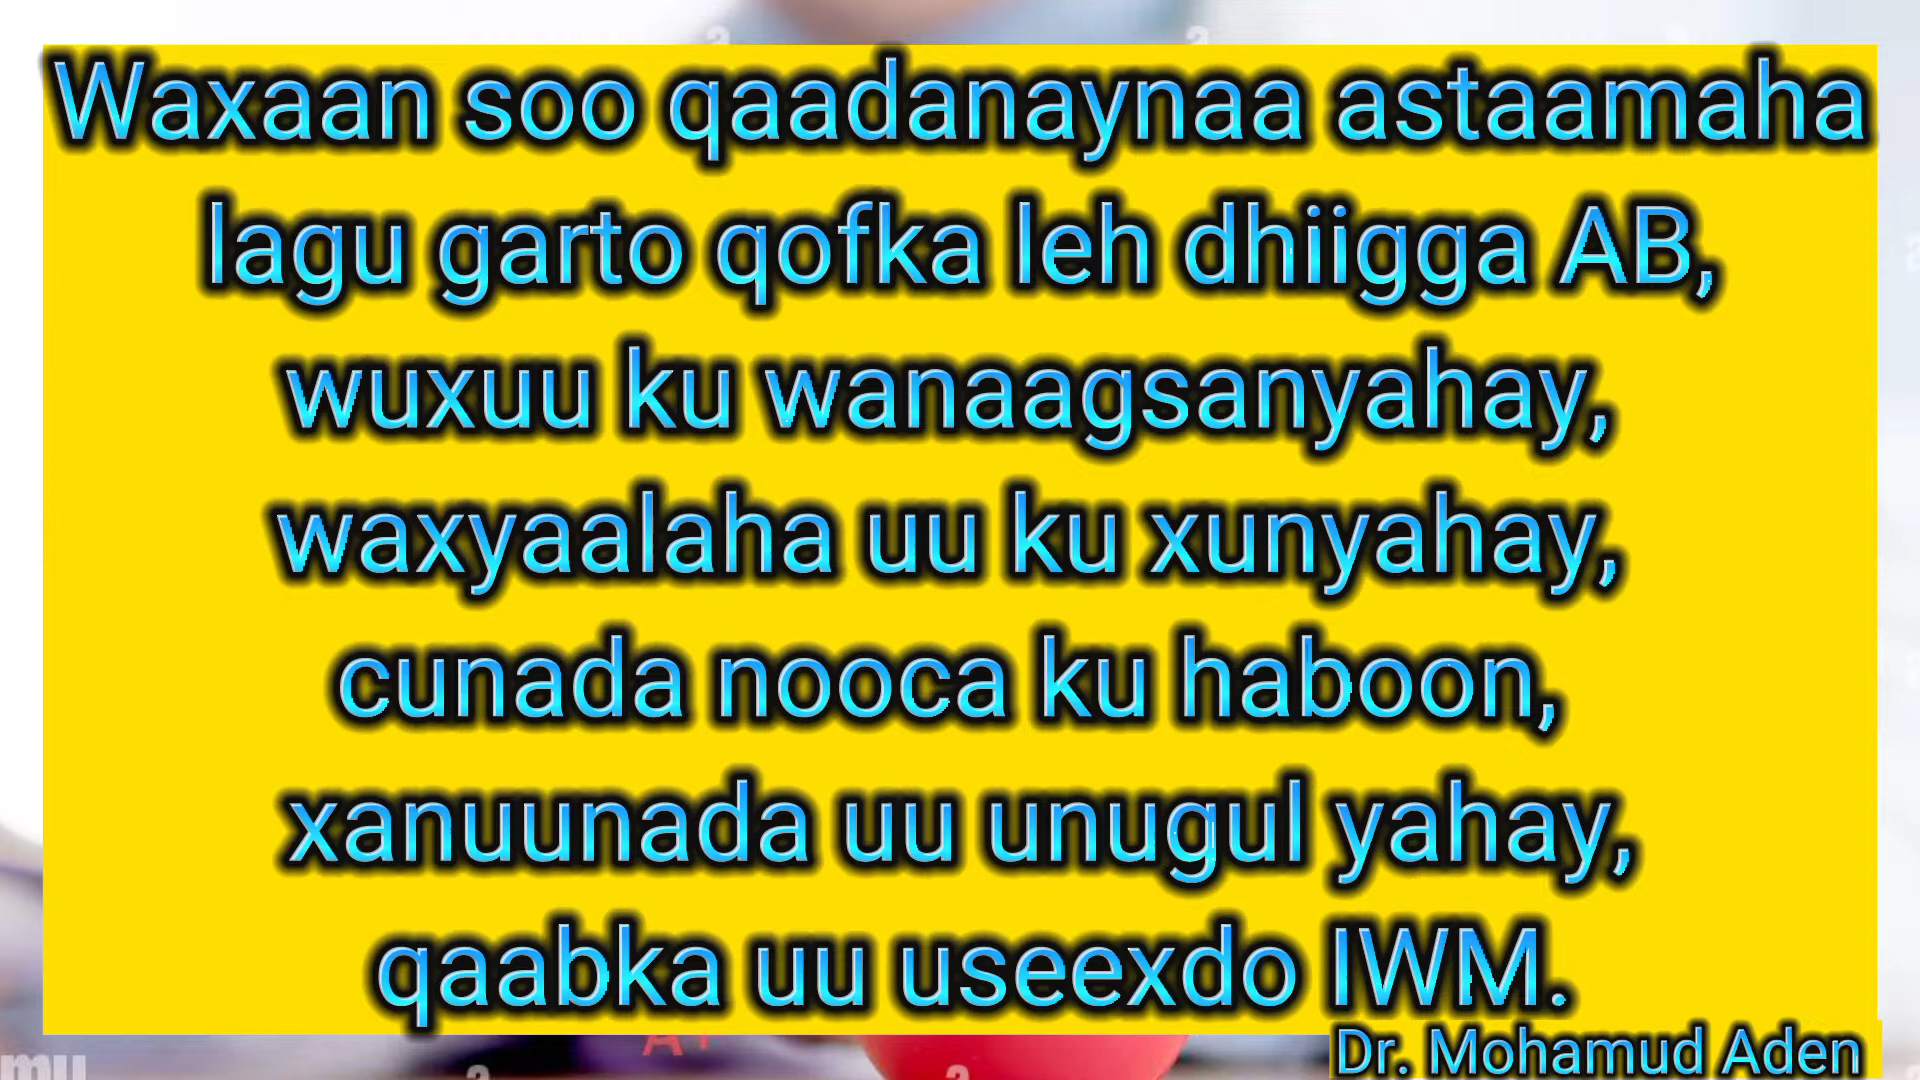 Waxaan soo qaadanaynaa astaamaha
lagu garto qofka leh dhiigga AB,
wuxuu ku wanaagsanyahay,
waxyaalaha uu ku xunyahay,
cunada nooca ku haboon,
xanuunada uu unugul yahay,
qaabka uu useexdo IWM.
Dr. Mohamud Aden